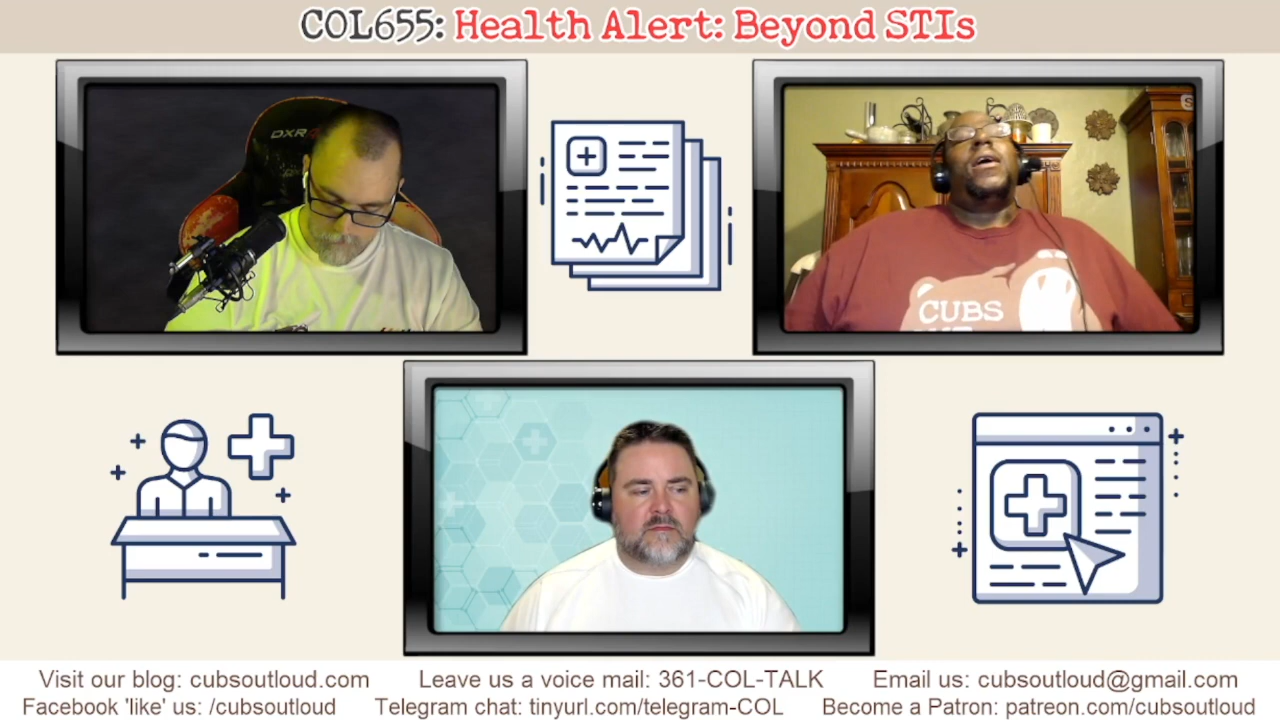 COL655: Health Alert: Beyond STIs
DXR
CUBS
Visit our blog: cubsoutloud.com Leave us a voice mail: 361-COL-TALK Email us: cubsoutloud@gmail.com
Facebook 'like' us: /cubsoutloud Telegram chat: tinyurl.com/telegram-COL Become a Patron: patreon.com/cubsoutloud